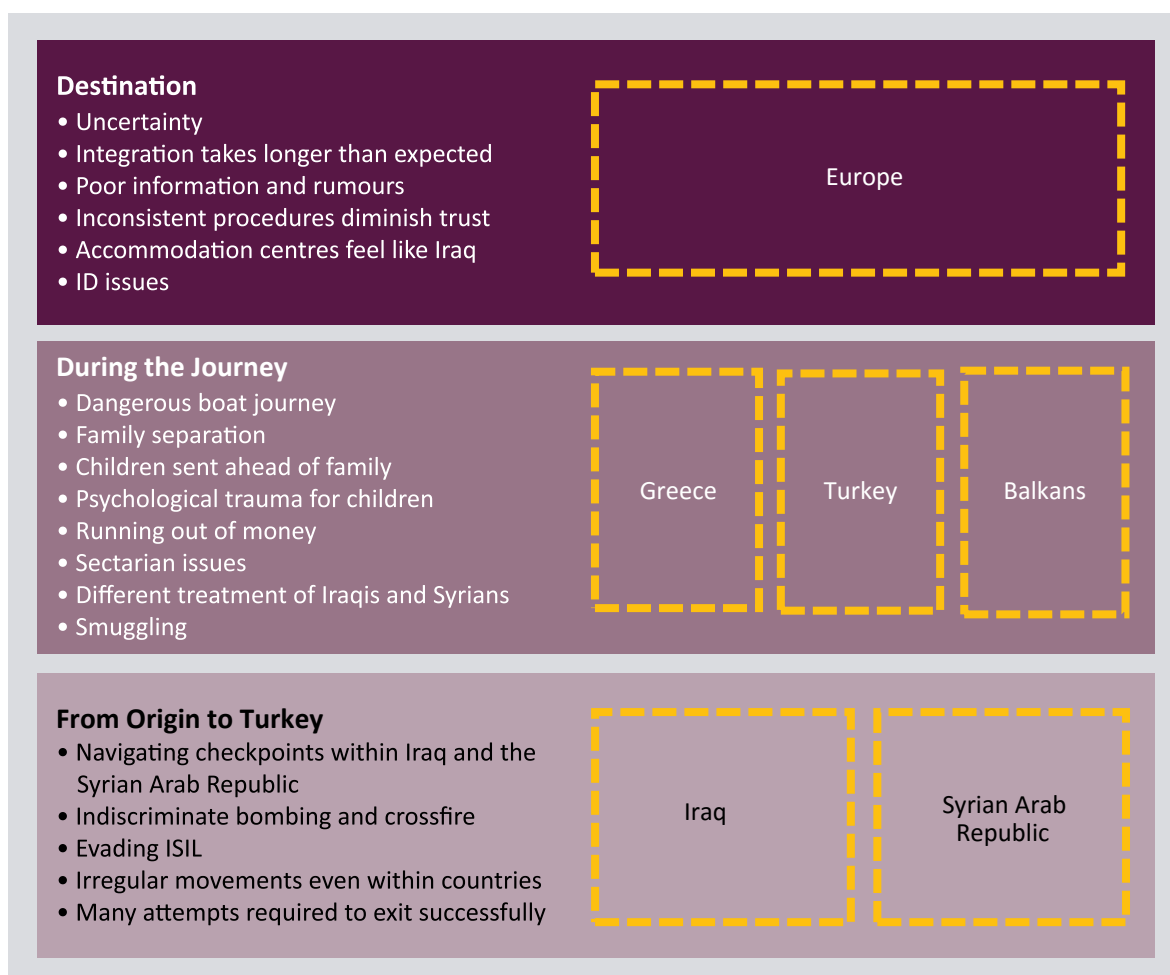 Destination
• Uncertainty
• Integration takes longer than expected
• Poor information and rumours
• Inconsistent procedures diminish trust
• Accommodation centres feel like Iraq
• ID issues
Europe
During the Journey
• Dangerous boat journey
• Family separation
• Children sent ahead of family
• Psychological trauma for children
• Running out of money
• Sectarian issues
• Different treatment of Iraqis and Syrians
• Smuggling
Greece
Turkey
Balkans
From Origin to Turkey
• Navigating checkpoints within Iraq and the
Syrian Arab Republic
• Indiscriminate bombing and crossfire
• Evading ISIL
• Irregular movements even within countries
• Many attempts required to exit successfully
Iraq
Syrian Arab
Republic